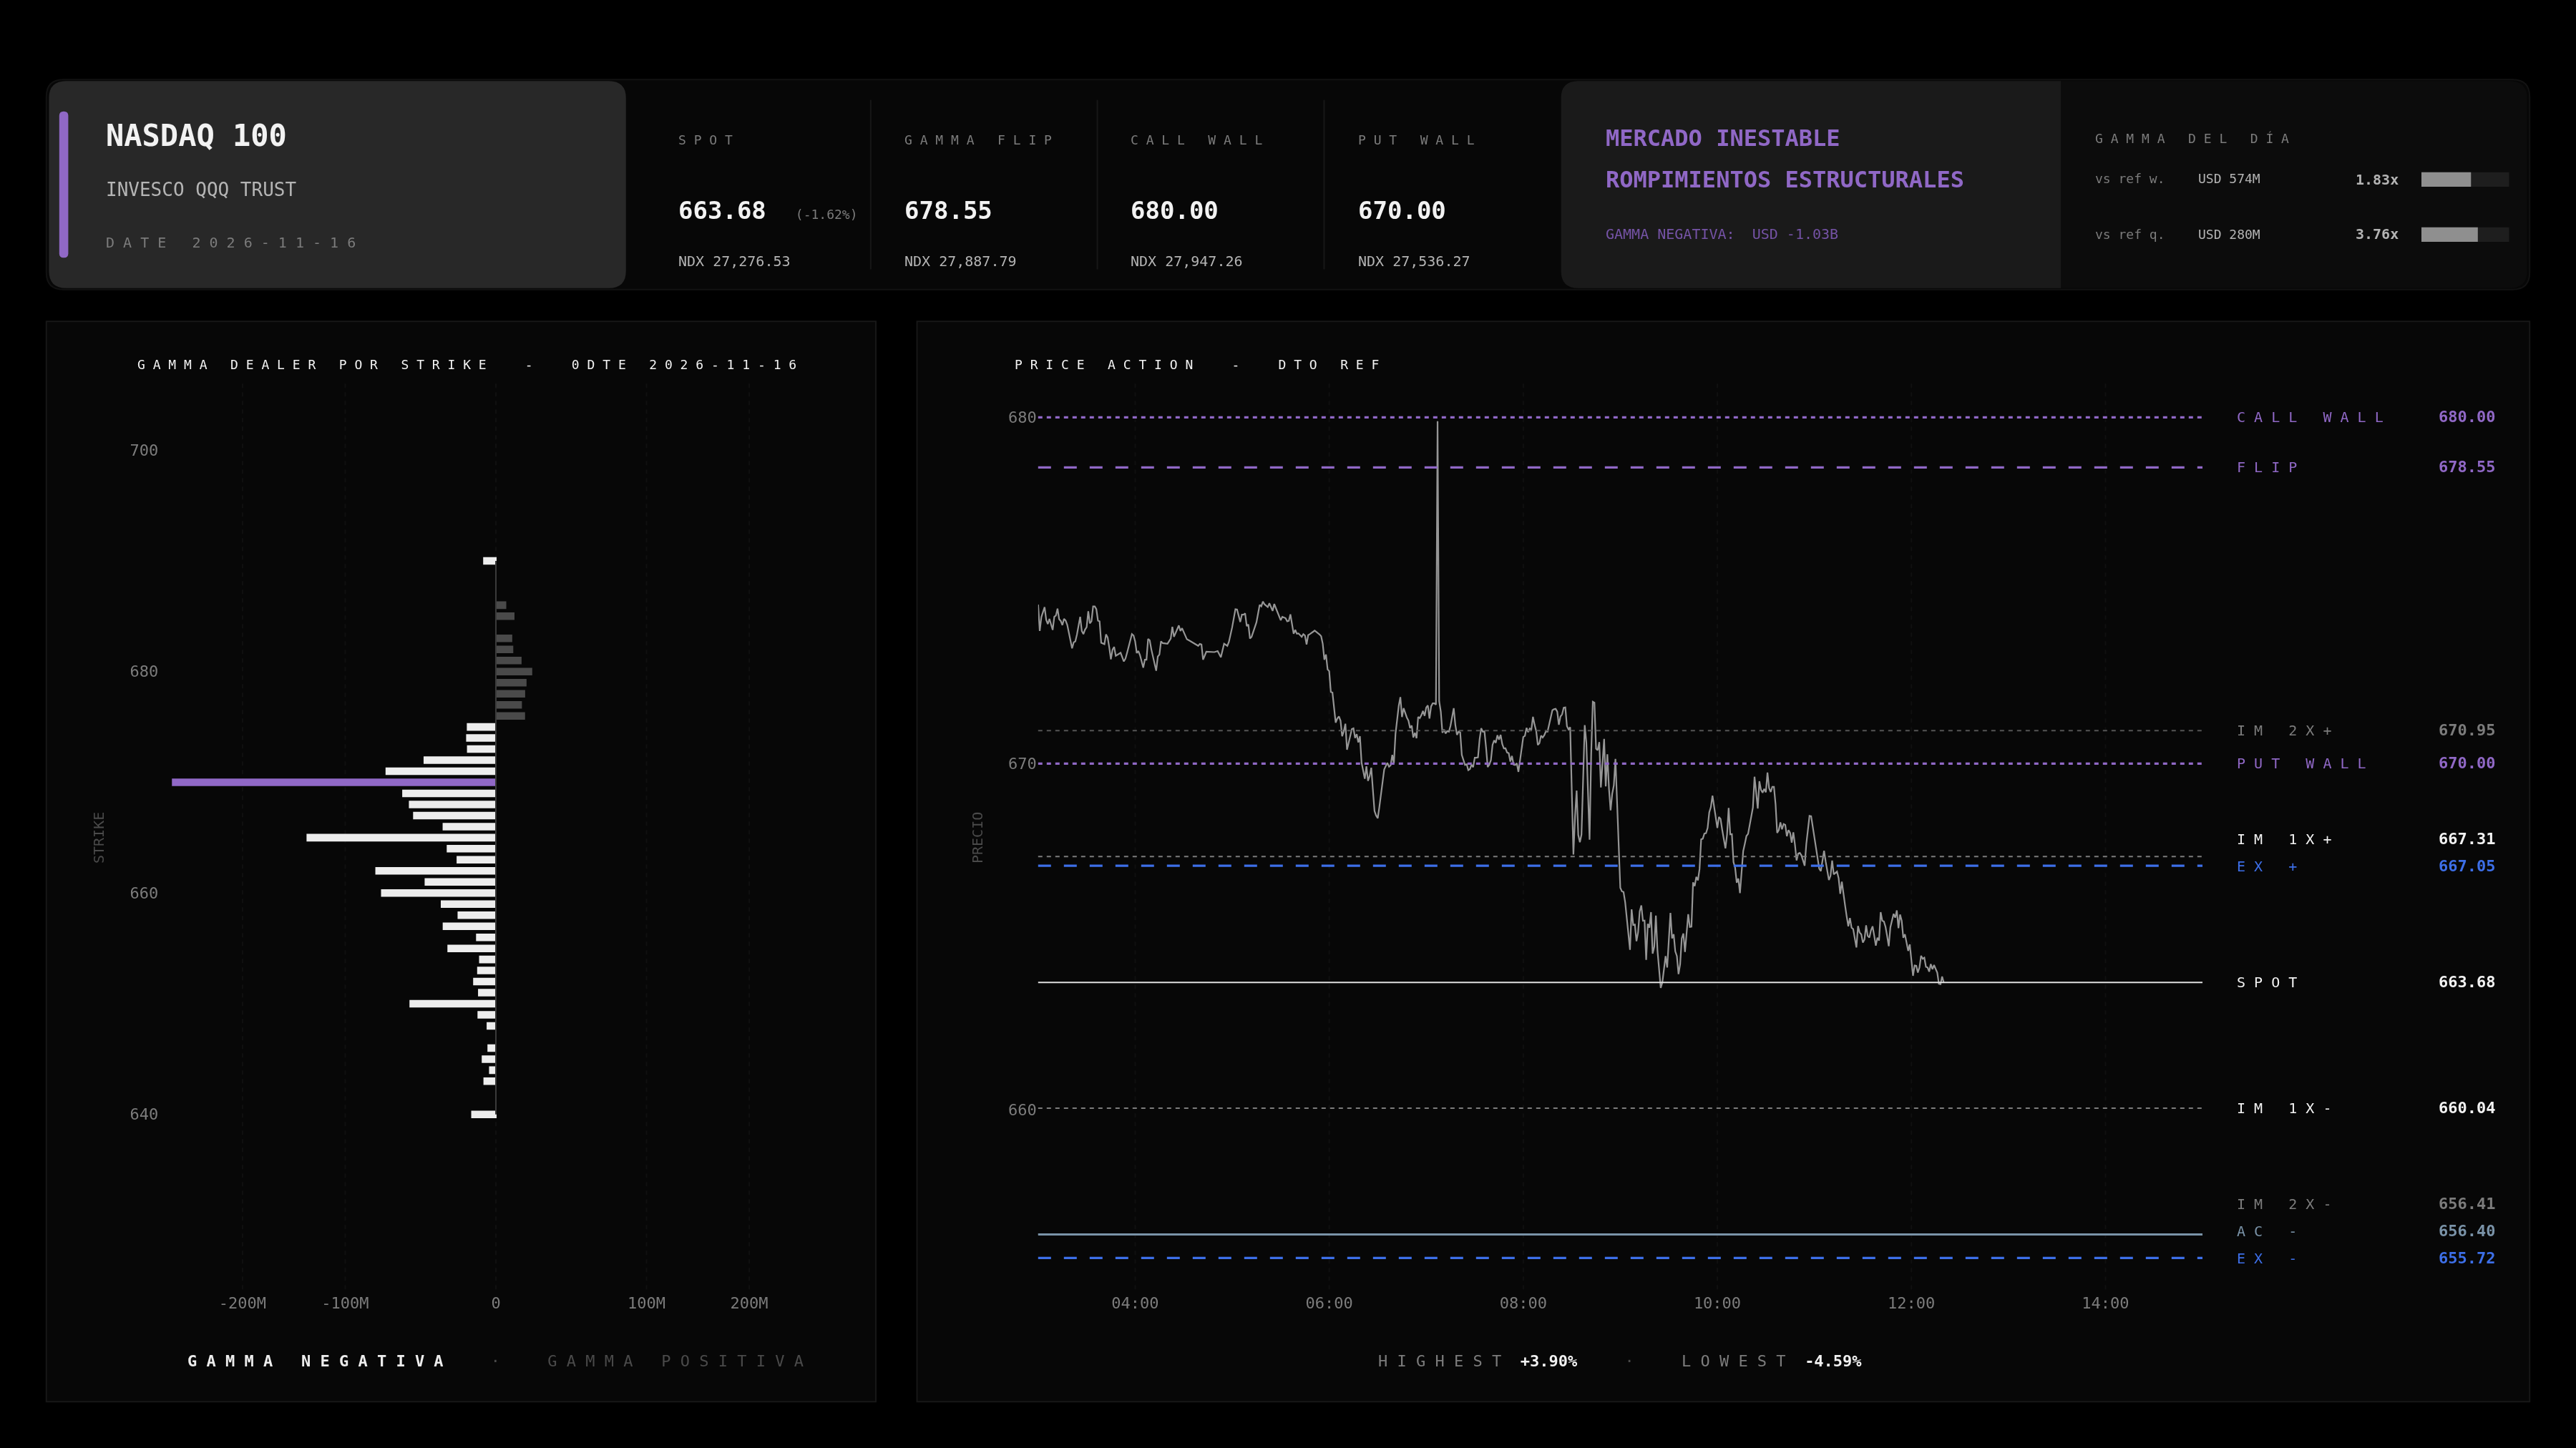 NASDAQ 100
INVESCO QQQ TRUST
DATE 2026-11-16
SPOT
663.68 (-1.62%)
NDX 27,276.53
GAMMA FLIP
678.55
NDX 27,887.79
CALL WALL
680.00
NDX 27,947.26
PUT WALL
670.00
NDX 27,536.27
MERCADO INESTABLE
ROMPIMIENTOS ESTRUCTURALES
GAMMA NEGATIVA: USD -1.03B
GAMMA DEL DÍA
vs ref w. USD 574M 1.83x
vs ref q. USD 280M 3.76x
GAMMA DEALER POR STRIKE - 0DTE 2026-11-16
700
680
660
640
STRIKE
-200M -100M 0 100M 200M
GAMMA NEGATIVA · GAMMA POSITIVA
PRICE ACTION - DTO REF
680
670
660
PRECIO
CALL WALL 680.00
FLIP 678.55
IM 2X+ 670.95
PUT WALL 670.00
IM 1X+ 667.31
EX + 667.05
SPOT 663.68
IM 1X- 660.04
IM 2X- 656.41
AC - 656.40
EX - 655.72
04:00 06:00 08:00 10:00 12:00 14:00
HIGHEST +3.90% · LOWEST -4.59%